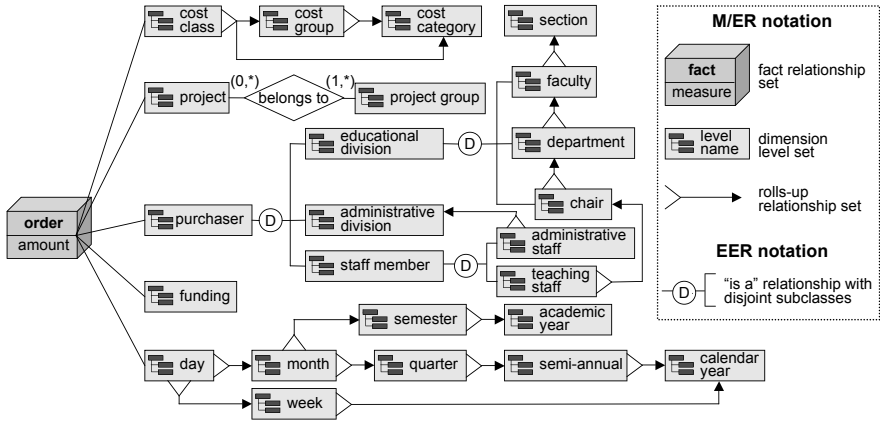 cost
class
cost
group
cost
category
section
project
(0,*)
belongs to
(1,*)
project group
faculty
educational
division
D
department
chair
order
amount
purchaser
D
administrative
division
administrative
staff
staff member
D
teaching
staff
funding
semester
academic
year
day
month
quarter
semi-annual
calendar
year
week
M/ER notation
fact
measure
fact relationship
set
level
name
dimension
level set
rolls-up
relationship set
EER notation
D
“is a” relationship with
disjoint subclasses